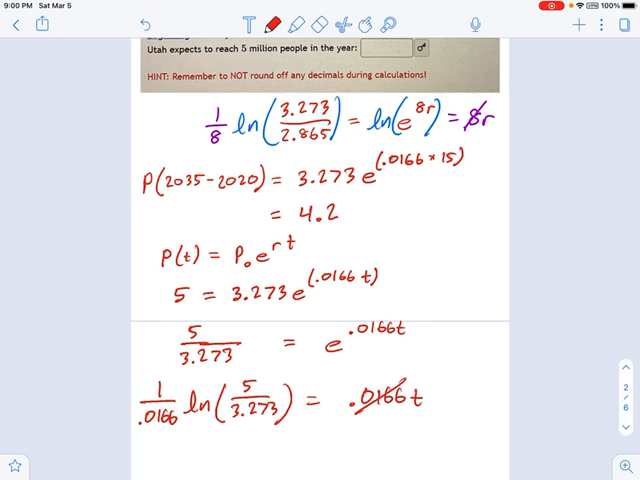 9:00 PM Sat Mar 5
Utah expects to reach 5 million people in the year:
HINT: Remember to NOT round off any decimals during calculations!
1/8 ln(3.273/2.865) = ln(e^8r) = 8r
P(2035-2020) = 3.273 e^(.0166 × 15)
= 4.2
P(t) = P₀ e^rt
5 = 3.273 e^(.0166 t)
5/3.273 = e^.0166t
1/.0166 ln(5/3.273) = .0166 t
2
/
6